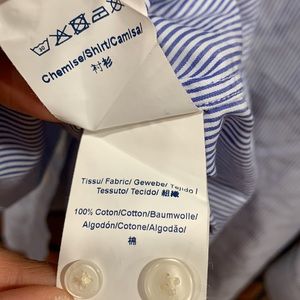 Chemise/Shirt/Camisa/
衬衫
Tissu/ Fabric/ Gewebe/ Tejido |
Tessuto/ Tecido/ 組織
100% Coton/Cotton/Baumwolle/
Algodón/Cotone/Algodão/
棉